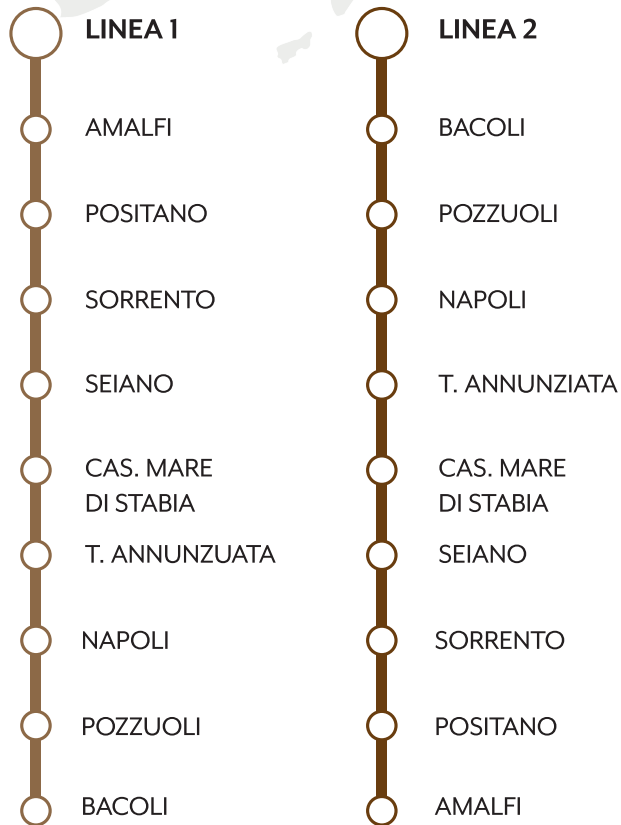 LINEA 1
AMALFI
POSITANO
SORRENTO
SEIANO
CAS. MARE
DI STABIA
T. ANNUNZUATA
NAPOLI
POZZUOLI
BACOLI
LINEA 2
BACOLI
POZZUOLI
NAPOLI
T. ANNUNZIATA
CAS. MARE
DI STABIA
SEIANO
SORRENTO
POSITANO
AMALFI